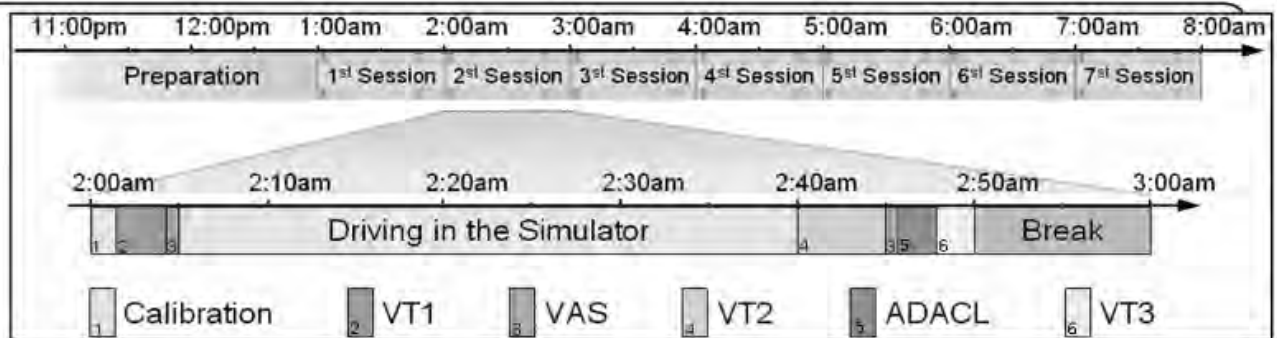 11:00pm 12:00pm 1:00am 2:00am 3:00am 4:00am 5:00am 6:00am 7:00am 8:00am
Preparation 1st Session 2st Session 3st Session 4st Session 5st Session 6st Session 7st Session
2:00am 2:10am 2:20am 2:30am 2:40am 2:50am 3:00am
1 2 3 Driving in the Simulator 4 3 5 6 Break
1 Calibration 2 VT1 3 VAS 4 VT2 5 ADACL 6 VT3